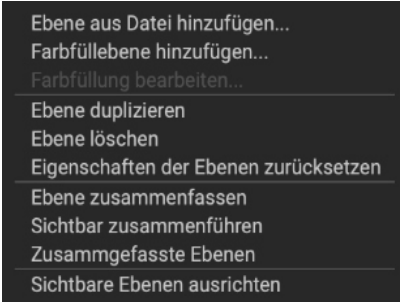 Ebene aus Datei hinzufügen...
Farbfüllebene hinzufügen...
Farbfüllung bearbeiten...
Ebene duplizieren
Ebene löschen
Eigenschaften der Ebenen zurücksetzen
Ebene zusammenfassen
Sichtbar zusammenführen
Zusammgefasste Ebenen
Sichtbare Ebenen ausrichten